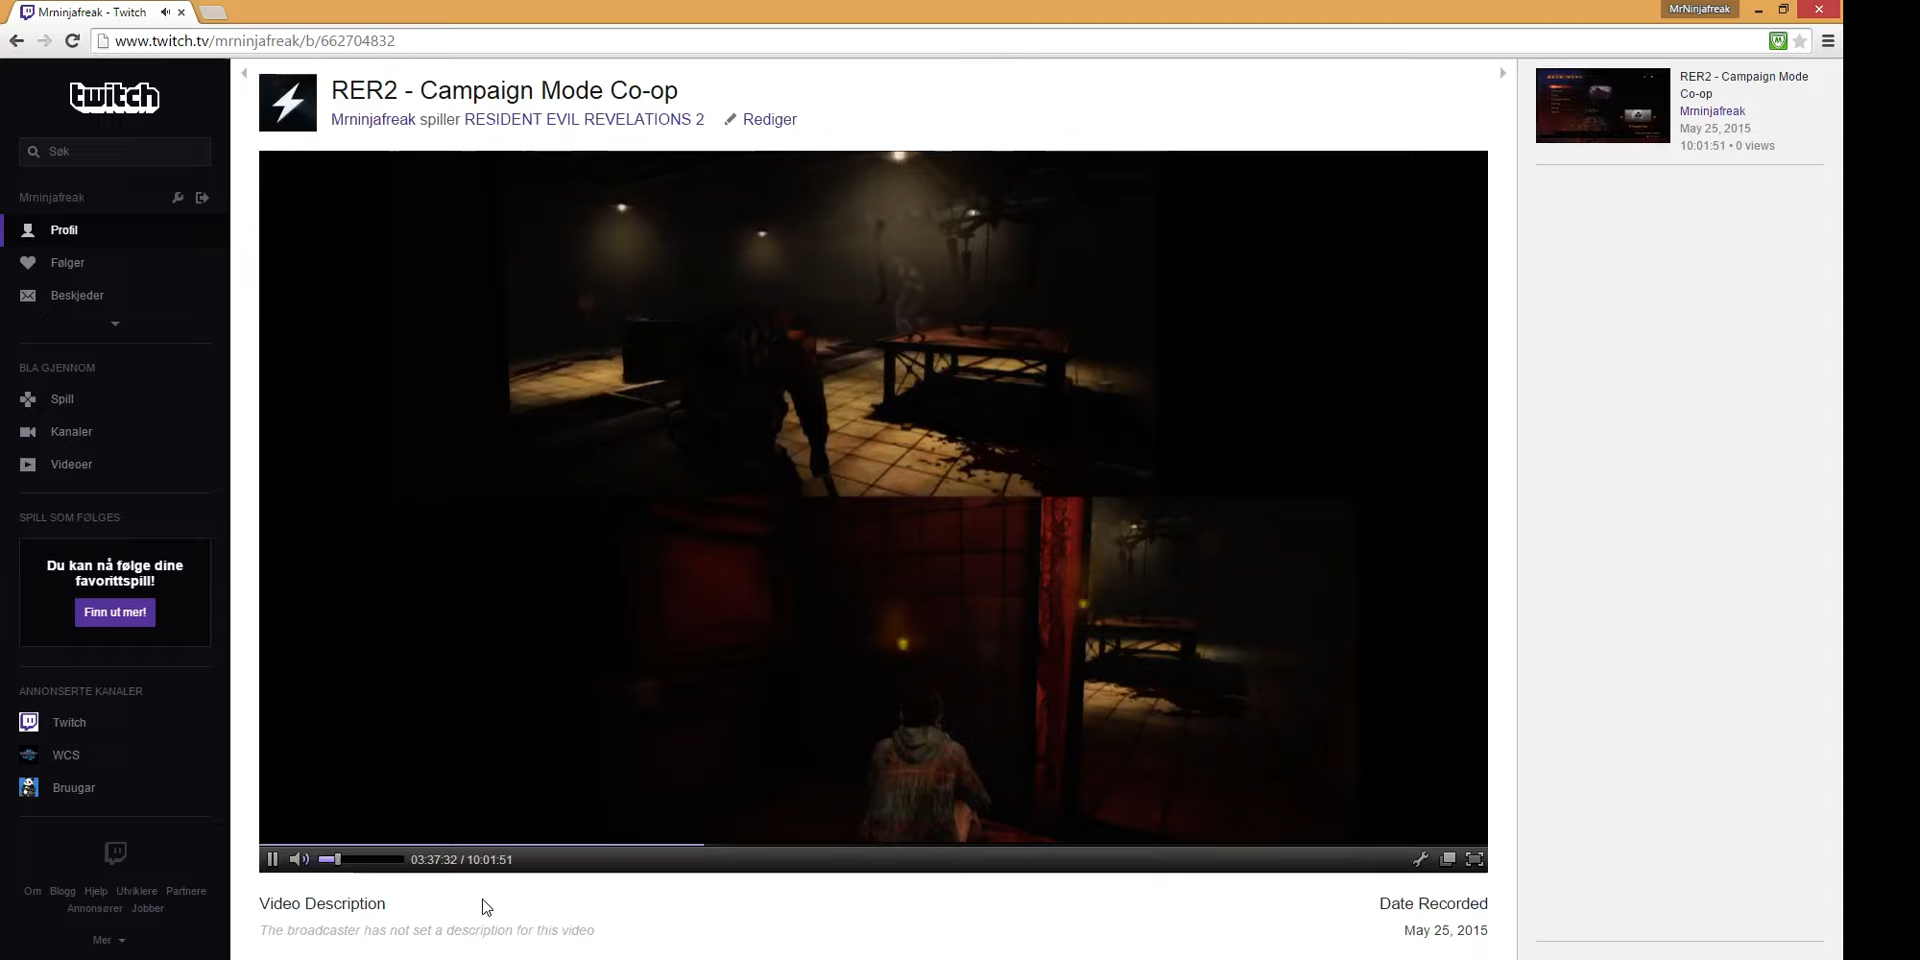 Mrninjafreak - Twitch
MrNinjafreak
www.twitch.tv/mrninjafreak/b/662704832
twitch
Søk
Mrninjafreak
Profil
Følger
Beskjeder
BLA GJENNOM
Spill
Kanaler
Videoer
SPILL SOM FØLGES
Du kan nå følge dine
favorittspill!
Finn ut mer!
ANNONSERTE KANALER
Twitch
WCS
Bruugar
Om Blogg Hjelp Utviklere Partnere
Annonsører Jobber
Mer
RER2 - Campaign Mode Co-op
Mrninjafreak spiller RESIDENT EVIL REVELATIONS 2 Rediger
03:37:32 / 10:01:51
Video Description
The broadcaster has not set a description for this video
Date Recorded
May 25, 2015
RER2 - Campaign Mode
Co-op
Mrninjafreak
May 25, 2015
10:01:51 • 0 views